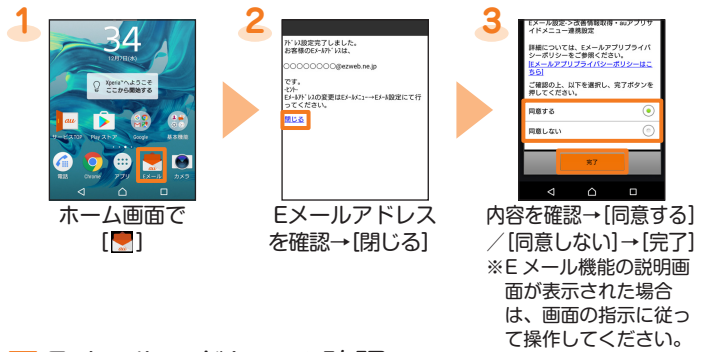 1
34
12月7日(水)
Xperia™へようこそ
ここから開始する
au
サービスTOP
Play ストア
Google
基本機能
電話
Chrome
アプリ
Eメール
カメラ
ホーム画面で
[ ]
2
ｱﾄﾞﾚｽ設定完了しました。
お客様のEﾒｰﾙｱﾄﾞﾚｽは、
○○○○○○○○@ezweb.ne.jp
です。
ﾋﾝﾄ-
Eﾒｰﾙｱﾄﾞﾚｽの変更はEﾒｰﾙﾒﾆｭｰ→Eﾒｰﾙ設定にて行
ってください。
閉じる
Eメールアドレス
を確認→[閉じる]
3
Eメール設定->改善情報取得・auアプリサ
イドメニュー連携設定
詳細については、Eメールアプリプライバ
シーポリシーをご参照ください。
[Eメールアプリプライバシーポリシーはこ
ちら]
ご確認の上、以下を選択し、完了ボタンを
押してください。
同意する
同意しない
完了
内容を確認→[同意する]
／[同意しない]→[完了]
※E メール機能の説明画
面が表示された場合
は、画面の指示に従っ
て操作してください。